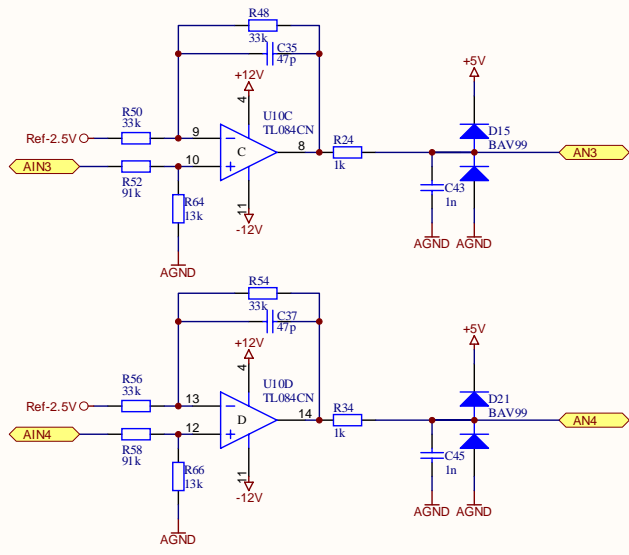 R48
33k
C35
47p
+12V
+5V
4
U10C
TL084CN
R50
33k
D15
BAV99
Ref-2.5V
9
C
8
R24
1k
AN3
AIN3
10
R52
91k
C43
1n
R64
13k
11
-12V
AGND
AGND
AGND
R54
33k
C37
47p
+12V
+5V
4
U10D
TL084CN
R56
33k
D21
BAV99
Ref-2.5V
13
D
14
R34
1k
AN4
AIN4
12
R58
91k
C45
1n
R66
13k
11
-12V
AGND
AGND
AGND